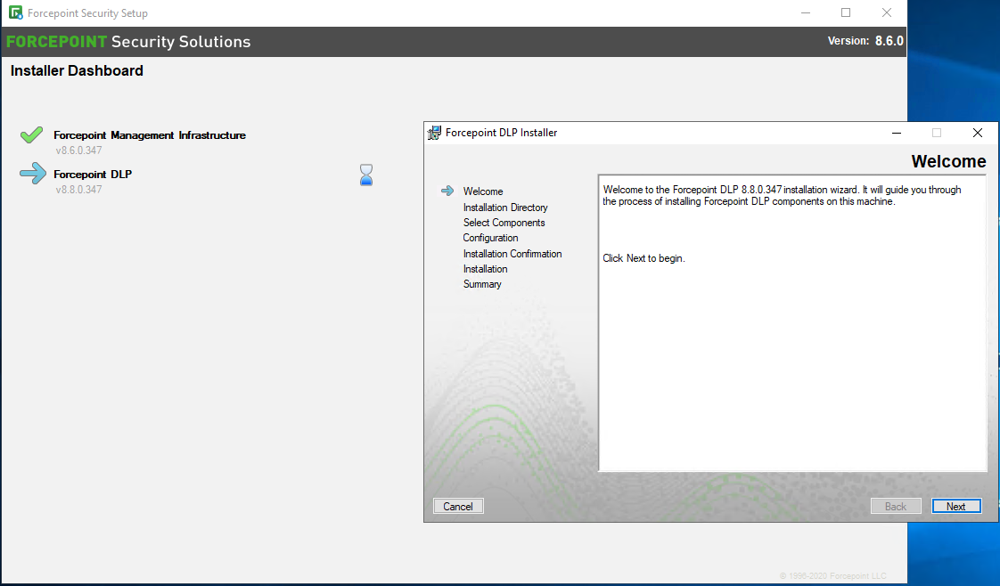 Forcepoint Security Setup
FORCEPOINT Security Solutions
Version: 8.6.0
Installer Dashboard
Forcepoint Management Infrastructure
v8.6.0.347
Forcepoint DLP
v8.8.0.347
Forcepoint DLP Installer
Welcome
Welcome
Installation Directory
Select Components
Configuration
Installation Confirmation
Installation
Summary
Welcome to the Forcepoint DLP 8.8.0.347 installation wizard. It will guide you through
the process of installing Forcepoint DLP components on this machine.
Click Next to begin.
Cancel
Back
Next
© 1996-2020 Forcepoint LLC